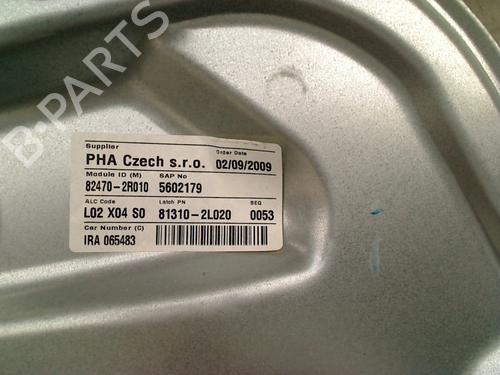 B-PARTS
Supplier Order Date
PHA Czech s.r.o. 02/09/2009
Module ID (M) SAP No
82470-2R010 5602179
ALC Code Latch PN SEQ
L02 X04 S0 81310-2L020 0053
Car Number (C)
IRA 065483